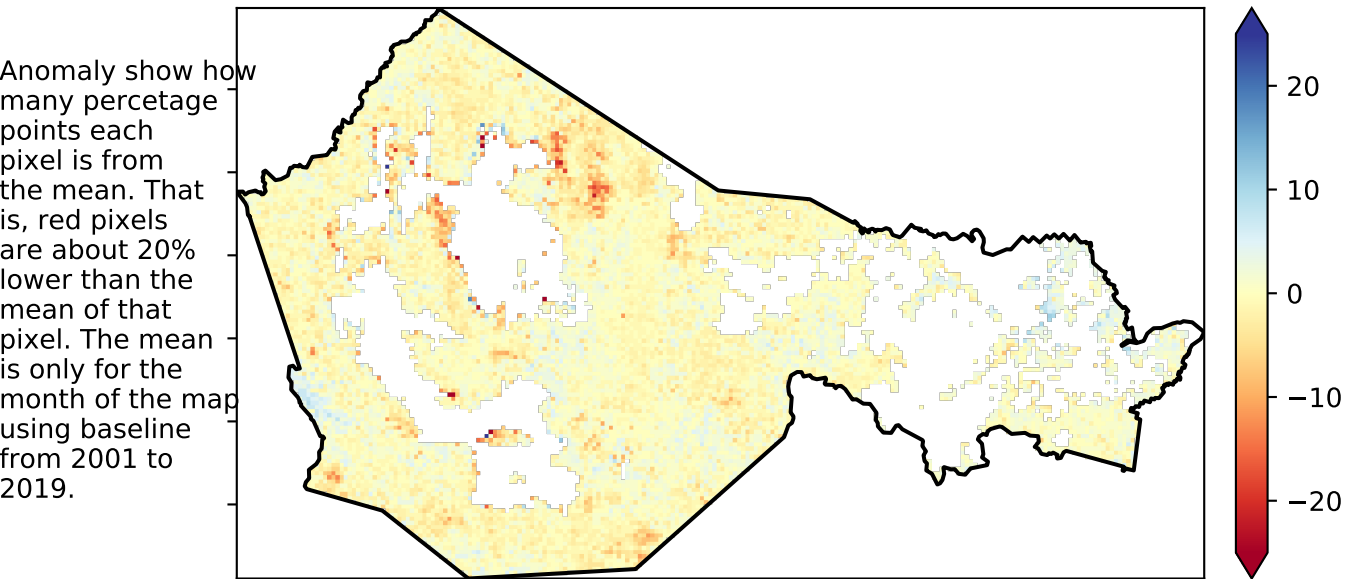 Anomaly show how
many percetage
points each
pixel is from
the mean. That
is, red pixels
are about 20%
lower than the
mean of that
pixel. The mean
is only for the
month of the map
using baseline
from 2001 to
2019.
20
10
0
−10
−20